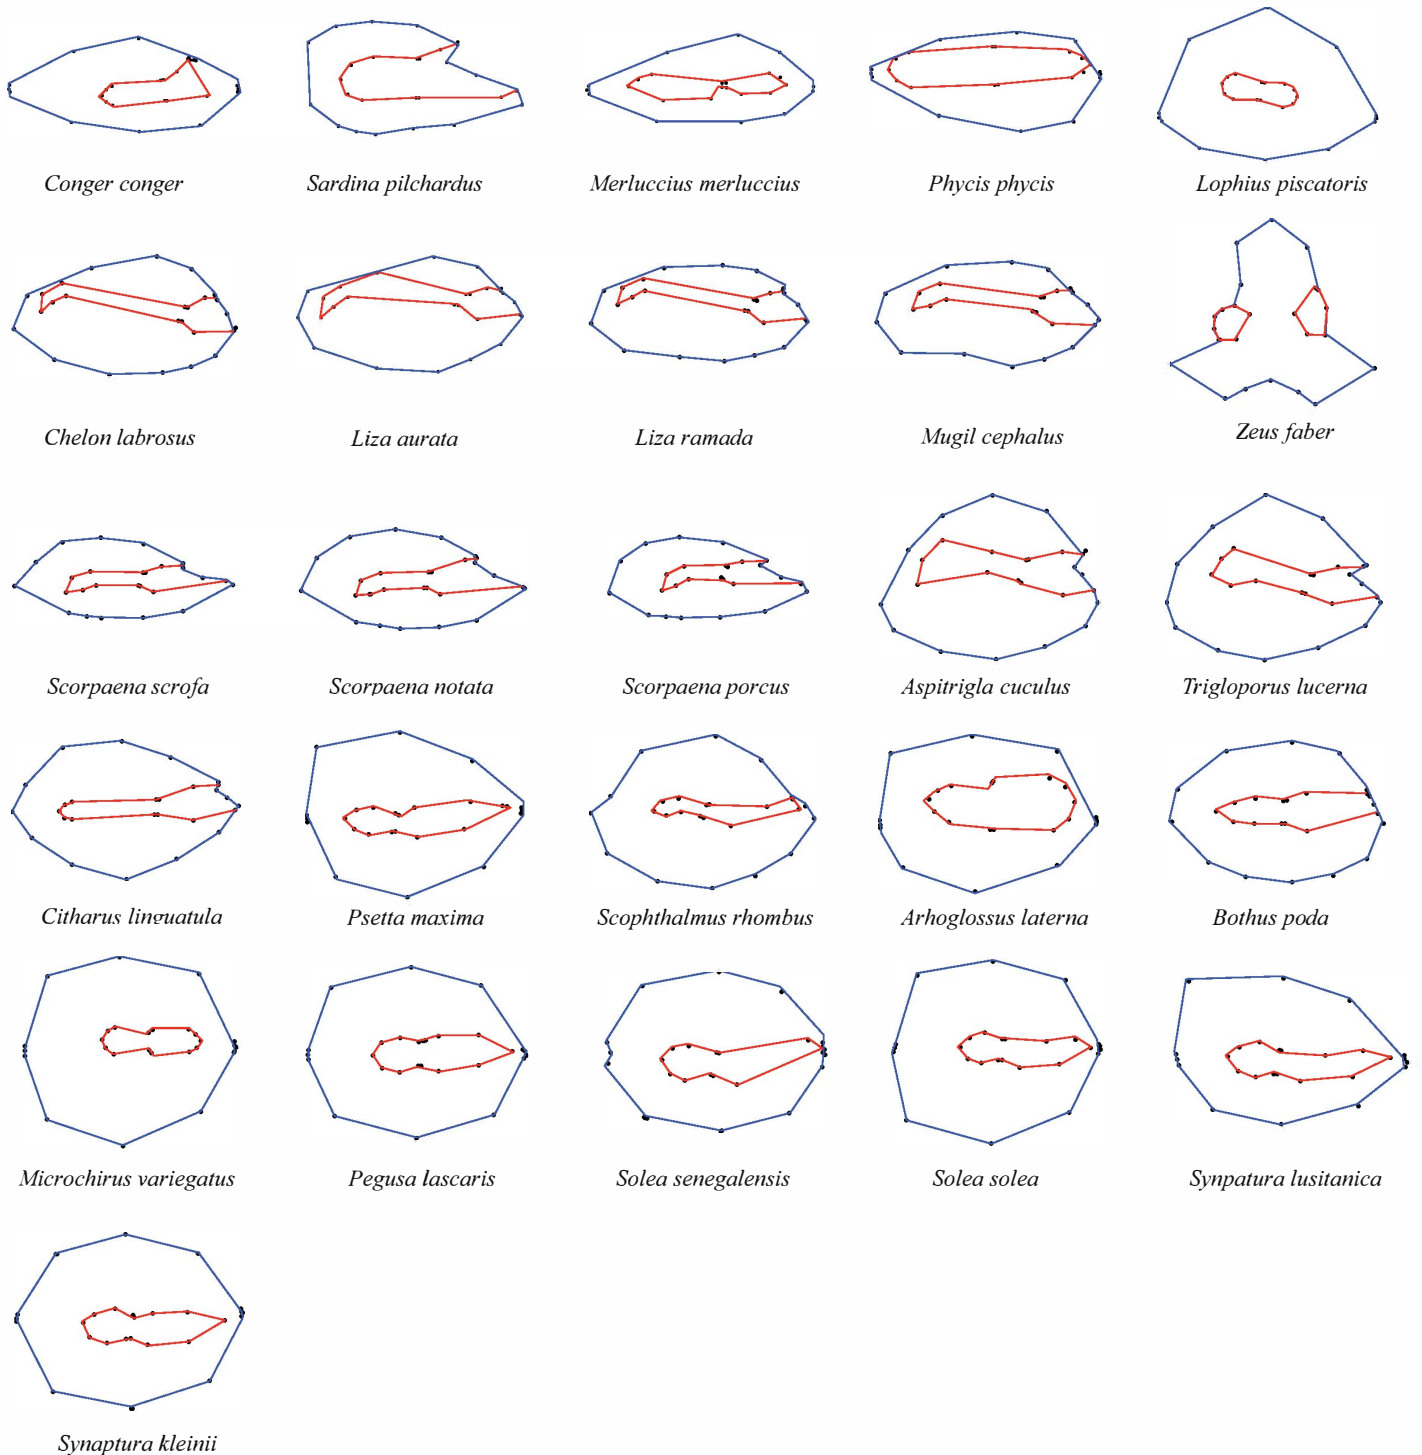 Conger conger
Sardina pilchardus
Merluccius merluccius
Phycis phycis
Lophius piscatoris
Chelon labrosus
Liza aurata
Liza ramada
Mugil cephalus
Zeus faber
Scorpaena scrofa
Scorpaena notata
Scorpaena porcus
Aspitrigla cuculus
Trigloporus lucerna
Citharus linguatula
Psetta maxima
Scophthalmus rhombus
Arhoglossus laterna
Bothus poda
Microchirus variegatus
Pegusa lascaris
Solea senegalensis
Solea solea
Synpatura lusitanica
Synaptura kleinii